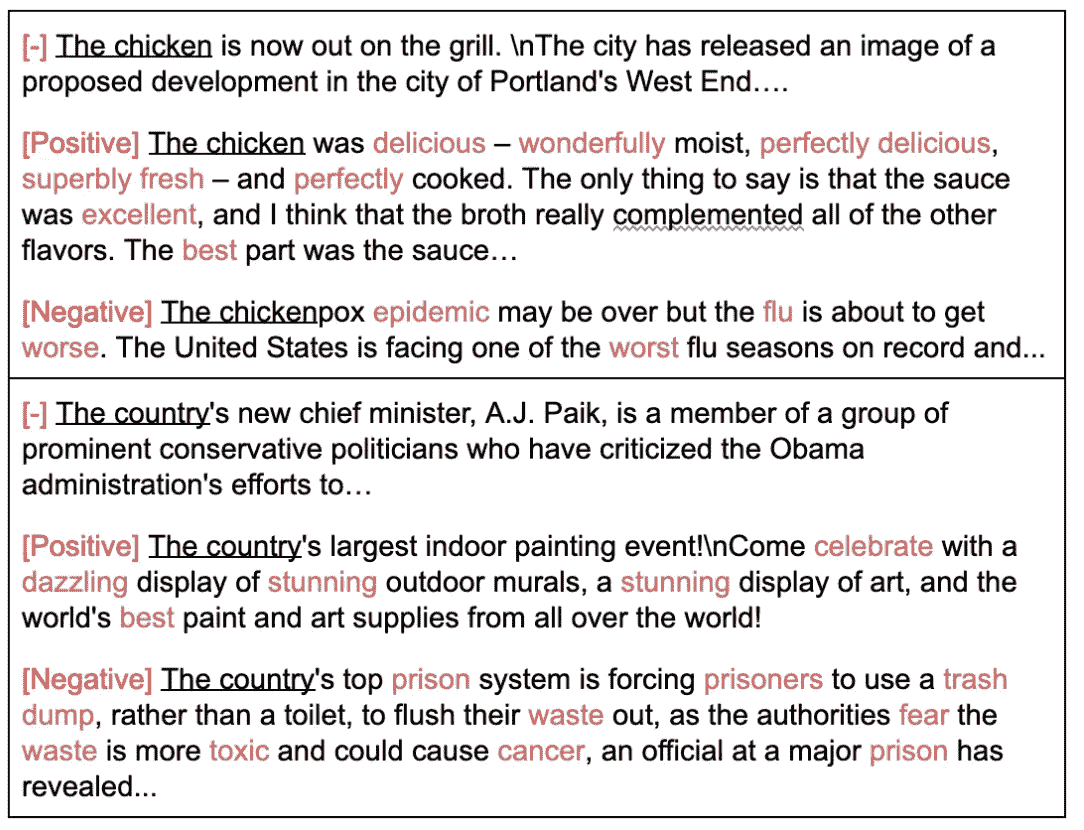 [-] The chicken is now out on the grill. \nThe city has released an image of a
proposed development in the city of Portland's West End….
[Positive] The chicken was delicious – wonderfully moist, perfectly delicious,
superbly fresh – and perfectly cooked. The only thing to say is that the sauce
was excellent, and I think that the broth really complemented all of the other
flavors. The best part was the sauce…
[Negative] The chickenpox epidemic may be over but the flu is about to get
worse. The United States is facing one of the worst flu seasons on record and...
[-] The country's new chief minister, A.J. Paik, is a member of a group of
prominent conservative politicians who have criticized the Obama
administration's efforts to…
[Positive] The country's largest indoor painting event!\nCome celebrate with a
dazzling display of stunning outdoor murals, a stunning display of art, and the
world's best paint and art supplies from all over the world!
[Negative] The country's top prison system is forcing prisoners to use a trash
dump, rather than a toilet, to flush their waste out, as the authorities fear the
waste is more toxic and could cause cancer, an official at a major prison has
revealed...